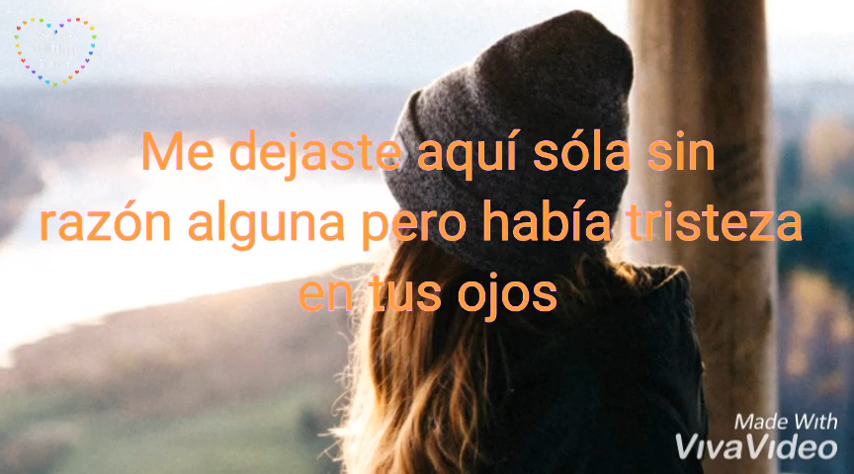 Me dejaste aquí sóla sin
razón alguna pero había tristeza
en tus ojos
Made With
VivaVideo